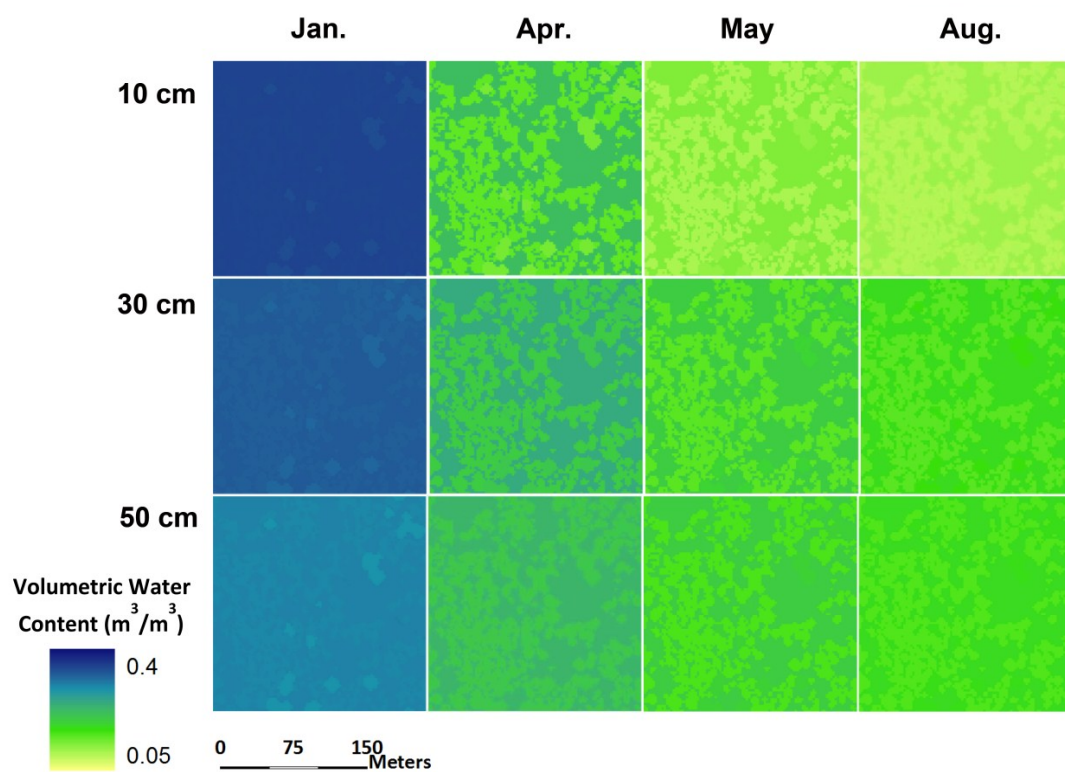 Jan. Apr. May Aug.
10 cm
30 cm
50 cm
Volumetric Water
Content (m³/m³)
0.4
0.05
0 75 150
Meters